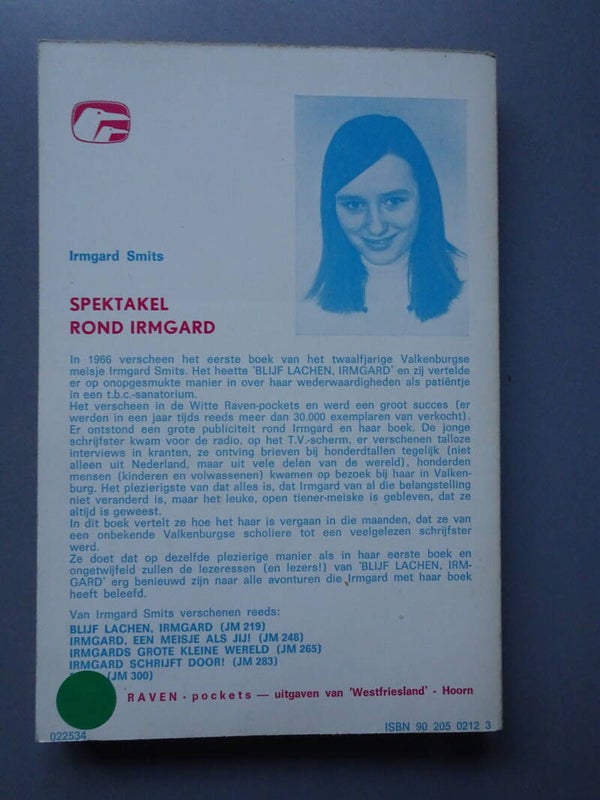 Irmgard Smits
SPEKTAKEL
ROND IRMGARD
In 1966 verscheen het eerste boek van het twaalfjarige Valkenburgse
meisje Irmgard Smits. Het heette 'BLIJF LACHEN, IRMGARD' en zij vertelde
er op onopgesmukte manier in over haar wederwaardigheden als patiëntje
in een t.b.c.-sanatorium.
Het verscheen in de Witte Raven-pockets en werd een groot succes (er
werden in een jaar tijds reeds meer dan 30.000 exemplaren van verkocht).
Er ontstond een grote publiciteit rond Irmgard en haar boek. De jonge
schrijfster kwam voor de radio, op het T.V.-scherm, er verschenen talloze
interviews in kranten, ze ontving brieven bij honderdtallen tegelijk (niet
alleen uit Nederland, maar uit vele delen van de wereld), honderden
mensen (kinderen en volwassenen) kwamen op bezoek bij haar in Valken-
burg. Het plezierigste van dat alles is, dat Irmgard van al die belangstelling
niet veranderd is, maar het leuke, open tiener-meiske is gebleven, dat ze
altijd is geweest.
In dit boek vertelt ze hoe het haar is vergaan in die maanden, dat ze van
een onbekende Valkenburgse scholiere tot een veelgelezen schrijfster
werd.
Ze doet dat op dezelfde plezierige manier als in haar eerste boek en
ongetwijfeld zullen de lezeressen (en lezers!) van 'BLIJF LACHEN, IRM-
GARD' erg benieuwd zijn naar alle avonturen die Irmgard met haar boek
heeft beleefd.
Van Irmgard Smits verschenen reeds:
BLIJF LACHEN, IRMGARD (JM 219)
IRMGARD, EEN MEISJE ALS JIJ! (JM 248)
IRMGARDS GROTE KLEINE WERELD (JM 265)
IRMGARD SCHRIJFT DOOR! (JM 283)
(JM 300)
RAVEN - pockets — uitgaven van 'Westfriesland' - Hoorn
022534
ISBN 90 205 0212 3